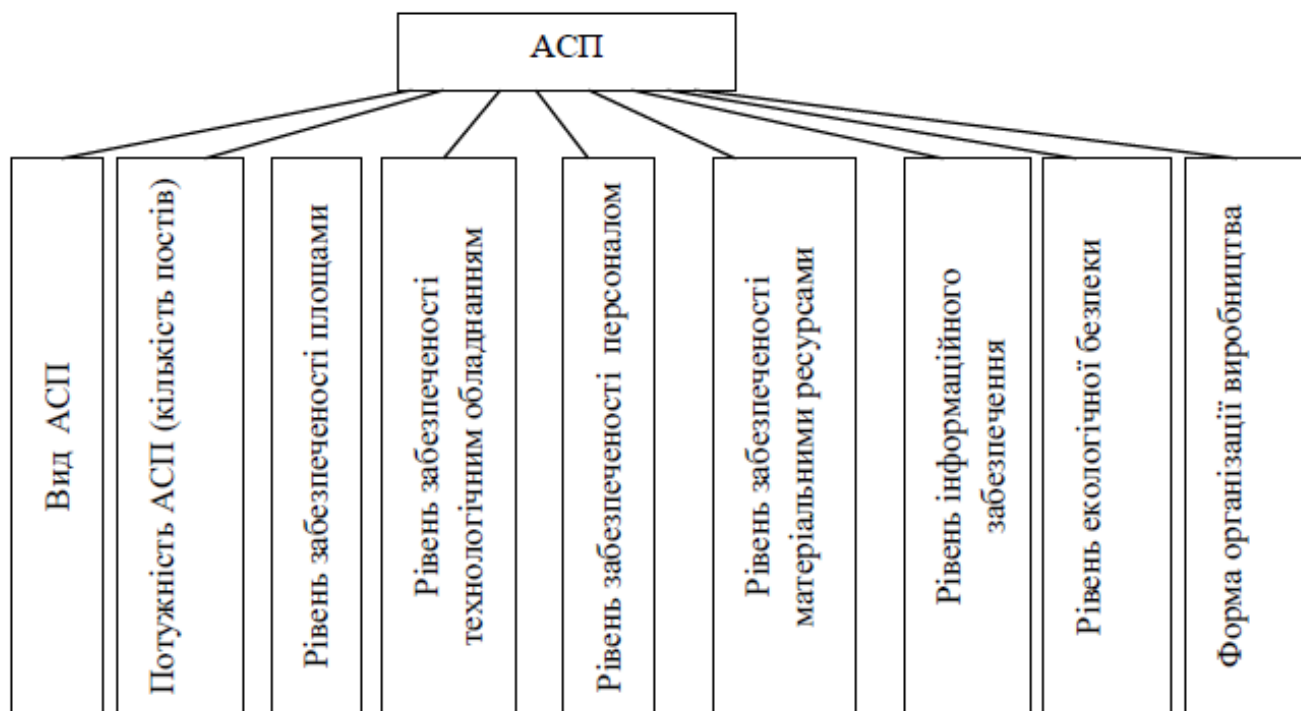 АСП
Вид АСП
Потужність АСП (кількість постів)
Рівень забезпеченості площами
Рівень забезпеченості
технологічним обладнанням
Рівень забезпеченості персоналом
Рівень забезпеченості
матеріальними ресурсами
Рівень інформаційного
забезпечення
Рівень екологічної безпеки
Форма організації виробництва